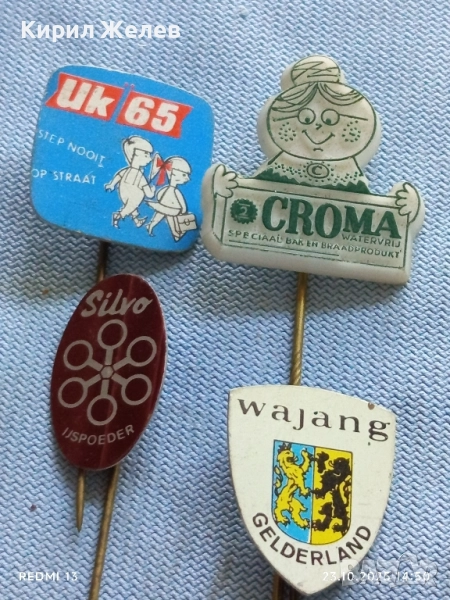 Кирил Желев
Uk 65
STEP NOOIT
OP STRAAT
CROMA
WATERVRIJ
SPECIAAL BAK EN BRAADPRODUKT
©
Silvo
IJSPOEDER
wajang
GELDERLAND
REDMI 13